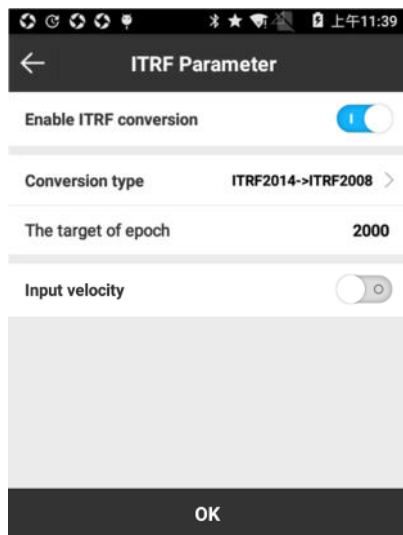 上午11:39
ITRF Parameter
Enable ITRF conversion
Conversion type ITRF2014->ITRF2008
The target of epoch 2000
Input velocity
OK